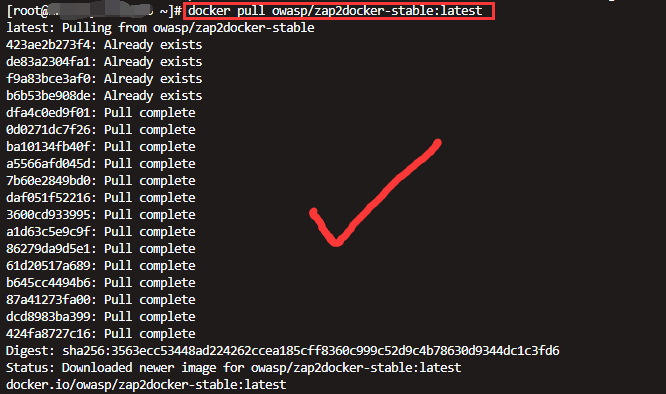 [root@ ~]# docker pull owasp/zap2docker-stable:latest
latest: Pulling from owasp/zap2docker-stable
423ae2b273f4: Already exists
de83a2304fa1: Already exists
f9a83bce3af0: Already exists
b6b53be908de: Already exists
dfa4c0ed9f01: Pull complete
0d0271dc7f26: Pull complete
ba10134fb40f: Pull complete
a5566afd045d: Pull complete
7b60e2849bd0: Pull complete
daf051f52216: Pull complete
3600cd933995: Pull complete
a1d63c5e9c9f: Pull complete
86279da9d5e1: Pull complete
61d20517a689: Pull complete
b645cc4494b6: Pull complete
87a41273fa00: Pull complete
dcd8983ba399: Pull complete
424fa8727c16: Pull complete
Digest: sha256:3563ecc53448ad224262ccea185cff8360c999c52d9c4b78630d9344dc1c3fd6
Status: Downloaded newer image for owasp/zap2docker-stable:latest
docker.io/owasp/zap2docker-stable:latest